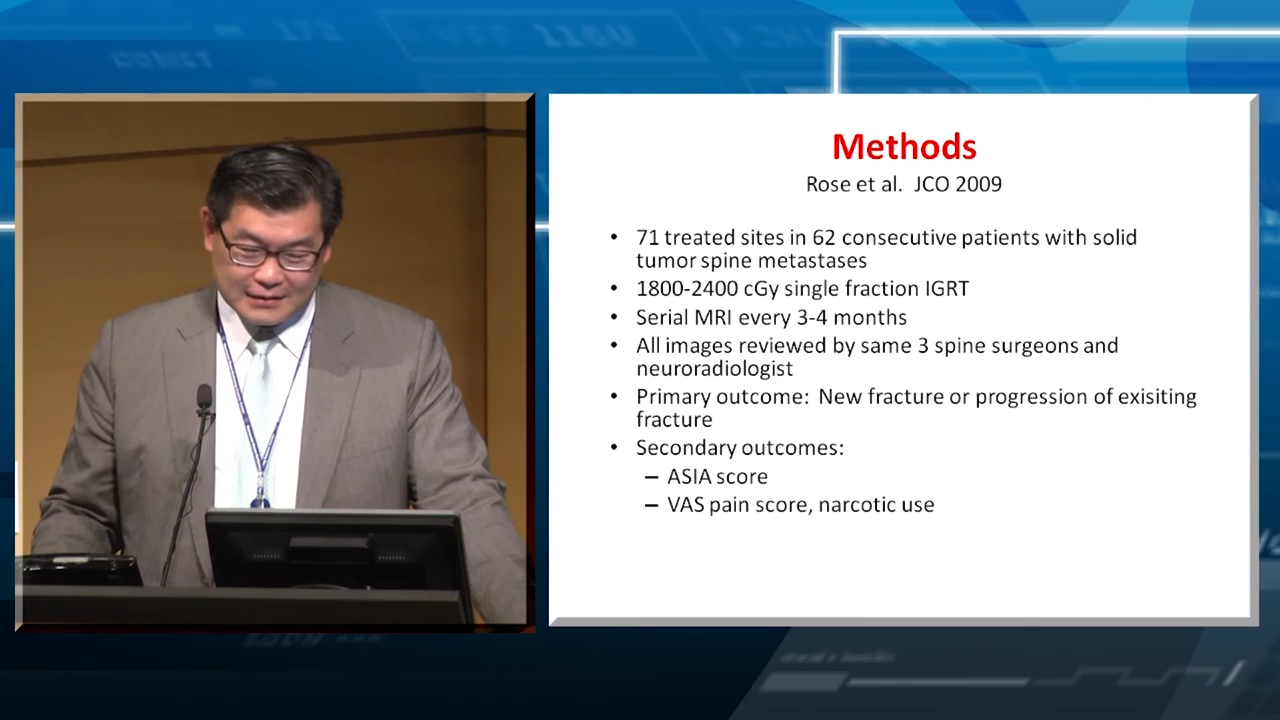 Methods
Rose et al. JCO 2009
• 71 treated sites in 62 consecutive patients with solid
tumor spine metastases
• 1800-2400 cGy single fraction IGRT
• Serial MRI every 3-4 months
• All images reviewed by same 3 spine surgeons and
neuroradiologist
• Primary outcome: New fracture or progression of exisiting
fracture
• Secondary outcomes:
– ASIA score
– VAS pain score, narcotic use